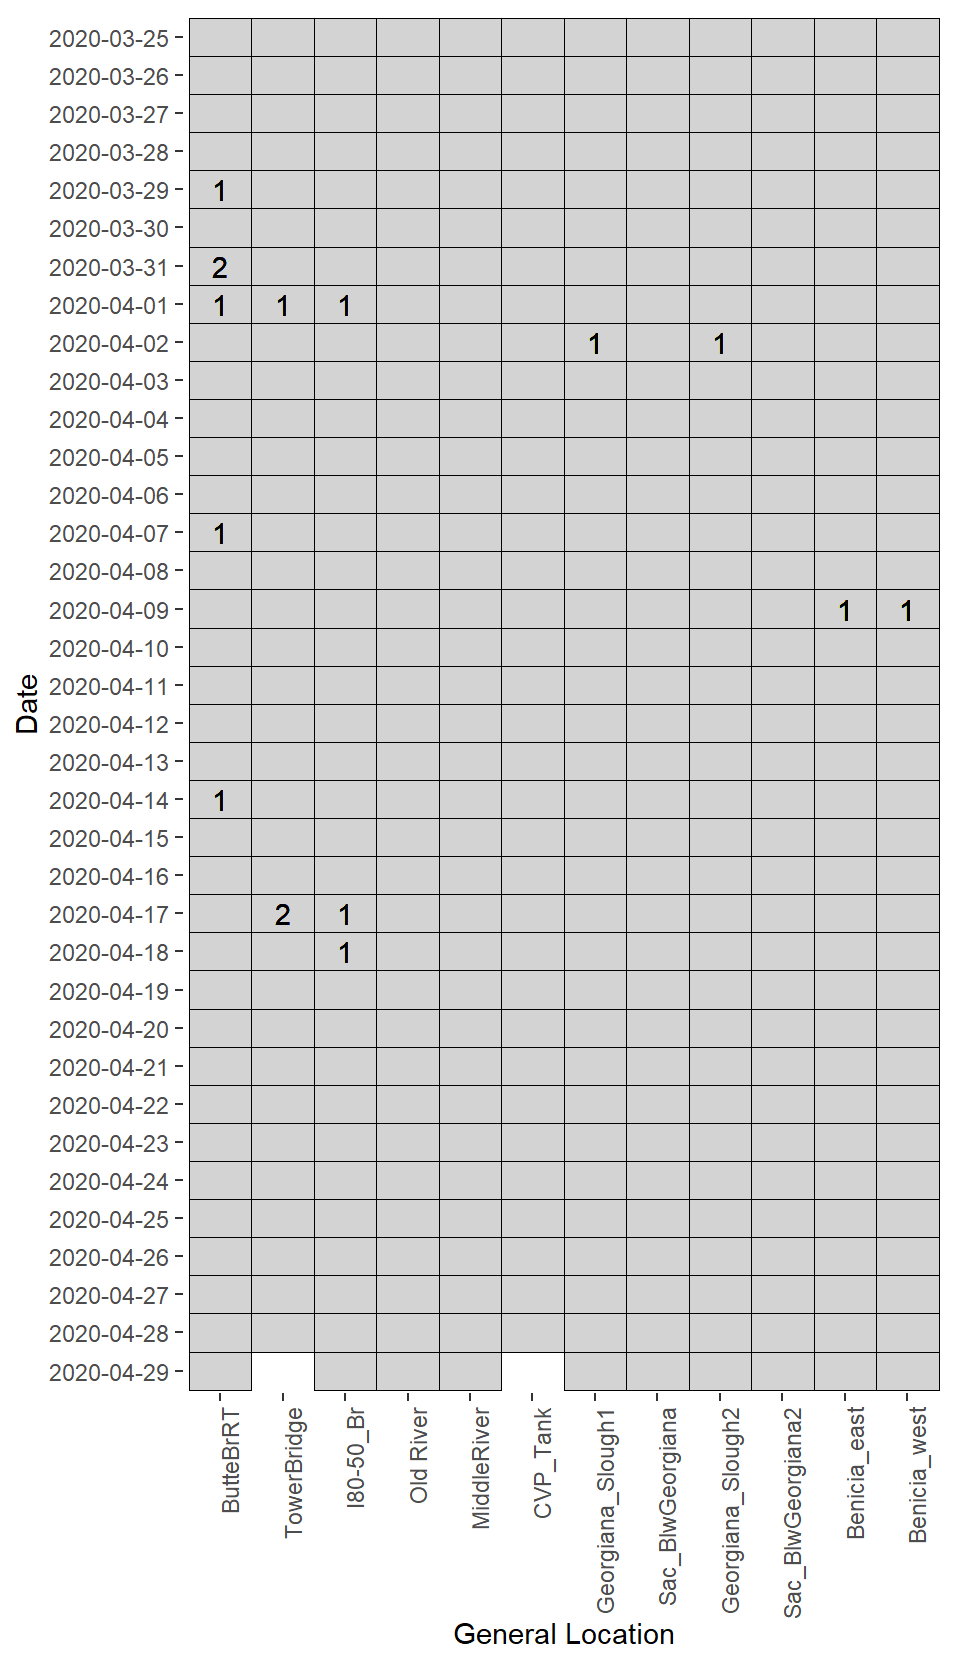 2020-03-25
2020-03-26
2020-03-27
2020-03-28
2020-03-29 1
2020-03-30
2020-03-31 2
2020-04-01 1 1 1
2020-04-02 1 1
2020-04-03
2020-04-04
2020-04-05
2020-04-06
2020-04-07 1
2020-04-08
2020-04-09 1 1
2020-04-10
2020-04-11
2020-04-12
2020-04-13
2020-04-14 1
2020-04-15
2020-04-16
2020-04-17 2 1
2020-04-18 1
2020-04-19
2020-04-20
2020-04-21
2020-04-22
2020-04-23
2020-04-24
2020-04-25
2020-04-26
2020-04-27
2020-04-28
2020-04-29
Date
ButteBrRT
TowerBridge
I80-50_Br
Old River
MiddleRiver
CVP_Tank
Georgiana_Slough1
Sac_BlwGeorgiana
Georgiana_Slough2
Sac_BlwGeorgiana2
Benicia_east
Benicia_west
General Location